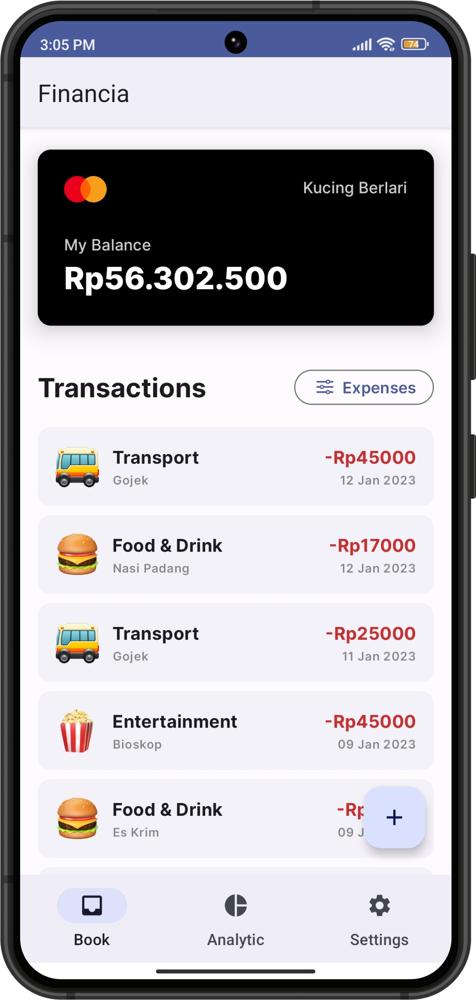 3:05 PM
74
Financia
Kucing Berlari
My Balance
Rp56.302.500
Transactions
Expenses
Transport
-Rp45000
Gojek
12 Jan 2023
Food & Drink
-Rp17000
Nasi Padang
12 Jan 2023
Transport
-Rp25000
Gojek
11 Jan 2023
Entertainment
-Rp45000
Bioskop
09 Jan 2023
Food & Drink
-Rp
Es Krim
09
+
Book
Analytic
Settings